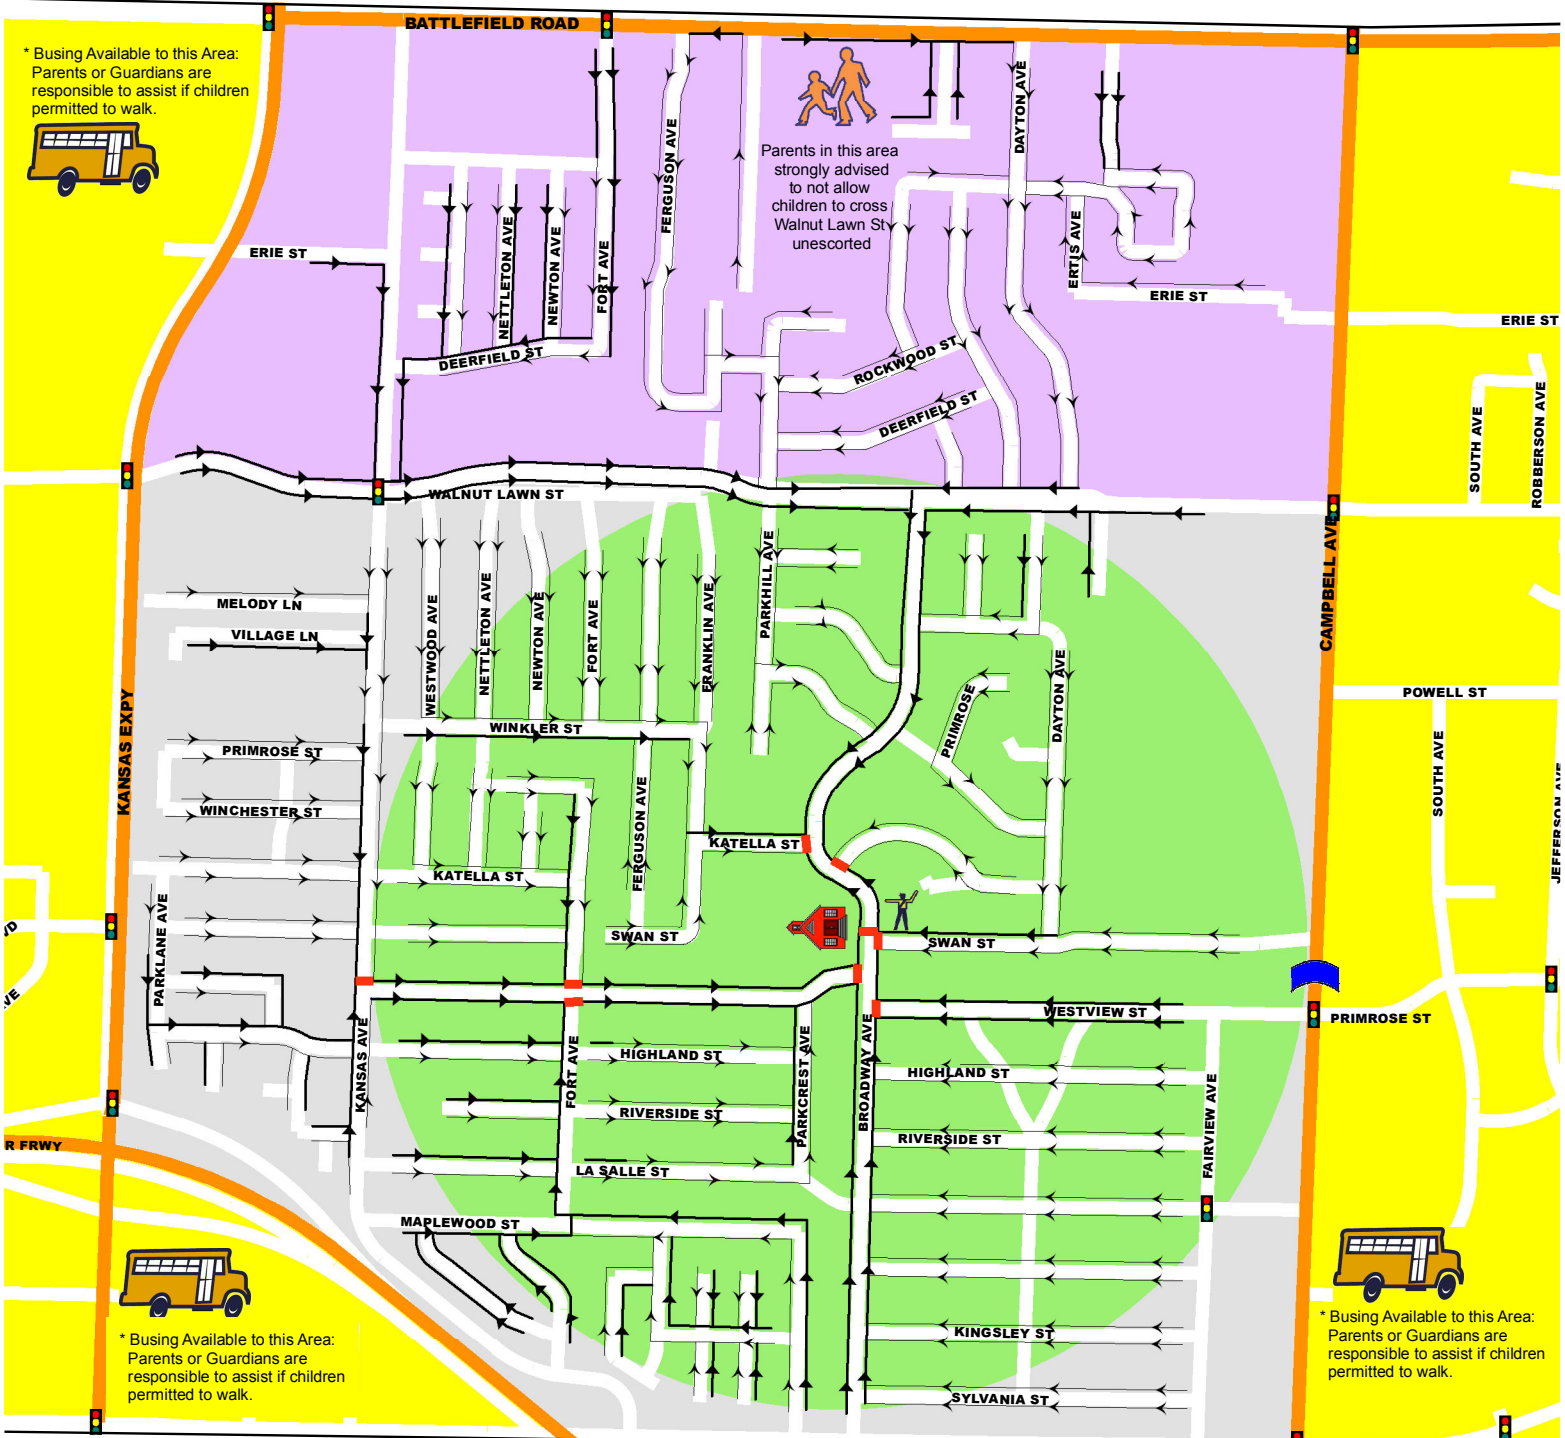 BATTLEFIELD ROAD
* Busing Available to this Area:
Parents or Guardians are
responsible to assist if children
permitted to walk.
DAYTON AVE
FERGUSON AVE
Parents in this area
strongly advised
to not allow
children to cross
Walnut Lawn St
unescorted
ERIE ST
NETTLETON AVE
NEWTON AVE
FORT AVE
ERTIS AVE
ERIE ST
ERIE ST
DEERFIELD ST
ROCKWOOD ST
DEERFIELD ST
SOUTH AVE
ROBBERSON AVE
WALNUT LAWN ST
CAMPBELL AVE
MELODY LN
VILLAGE LN
WESTWOOD AVE
NETTLETON AVE
NEWTON AVE
FORT AVE
FRANKLIN AVE
PARKHILL AVE
PRIMROSE
DAYTON AVE
POWELL ST
KANSAS EXPY
WINKLER ST
PRIMROSE ST
SOUTH AVE
JEFFERSON AVE
WINCHESTER ST
FERGUSON AVE
KATELLA ST
KATELLA ST
PARKLANE AVE
VD
SWAN ST
SWAN ST
VE
WESTVIEW ST
PRIMROSE ST
KANSAS AVE
FORT AVE
HIGHLAND ST
PARKCREST AVE
BROADWAY AVE
HIGHLAND ST
FAIRVIEW AVE
RIVERSIDE ST
RIVERSIDE ST
R FRWY
LA SALLE ST
MAPLEWOOD ST
* Busing Available to this Area:
Parents or Guardians are
responsible to assist if children
permitted to walk.
KINGSLEY ST
* Busing Available to this Area:
Parents or Guardians are
responsible to assist if children
permitted to walk.
SYLVANIA ST